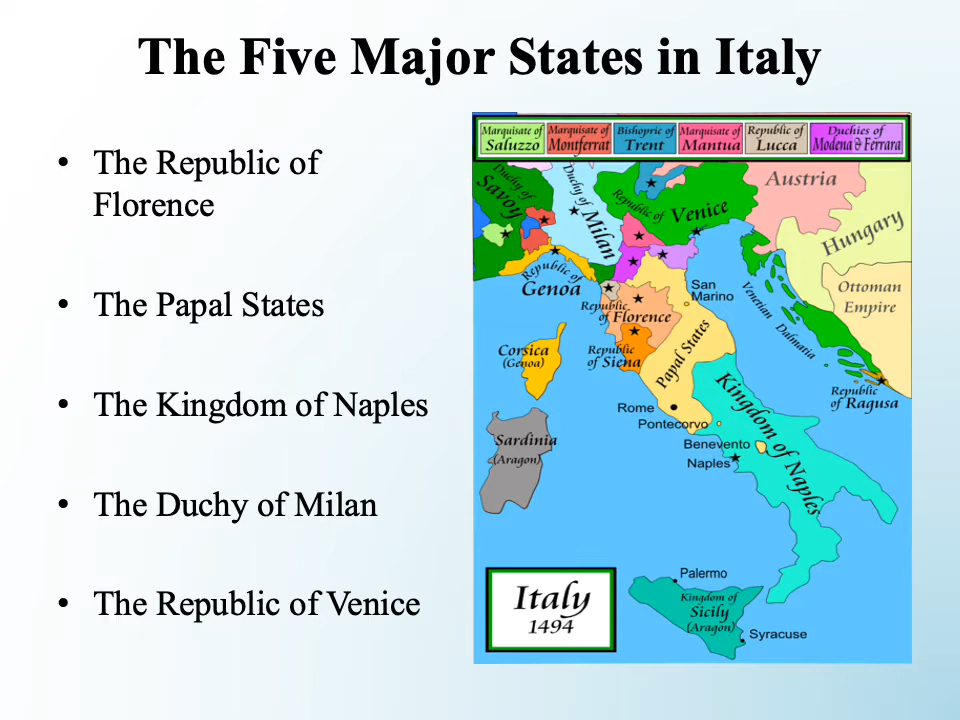 The Five Major States in Italy
• The Republic of
Florence
• The Papal States
• The Kingdom of Naples
• The Duchy of Milan
• The Republic of Venice
Marquisate of
Saluzzo
Marquisate of
Montferrat
Bishopric of
Trent
Marquisate of
Mantua
Republic of
Lucca
Duchies of
Modena & Ferrara
Duchy of
Savoy
Duchy of
Milan
Republic of
Venice
Austria
Hungary
Republic of
Genoa
San
Marino
Ottoman
Empire
Venetian Dalmatia
Republic
of Florence
Corsica
(Genoa)
Republic
of Siena
Papal States
Republic
of Ragusa
Kingdom of Naples
Rome
Pontecorvo
Sardinia
(Aragon)
Benevento
Naples
Palermo
Kingdom of
Sicily
(Aragon)
Syracuse
Italy
1494